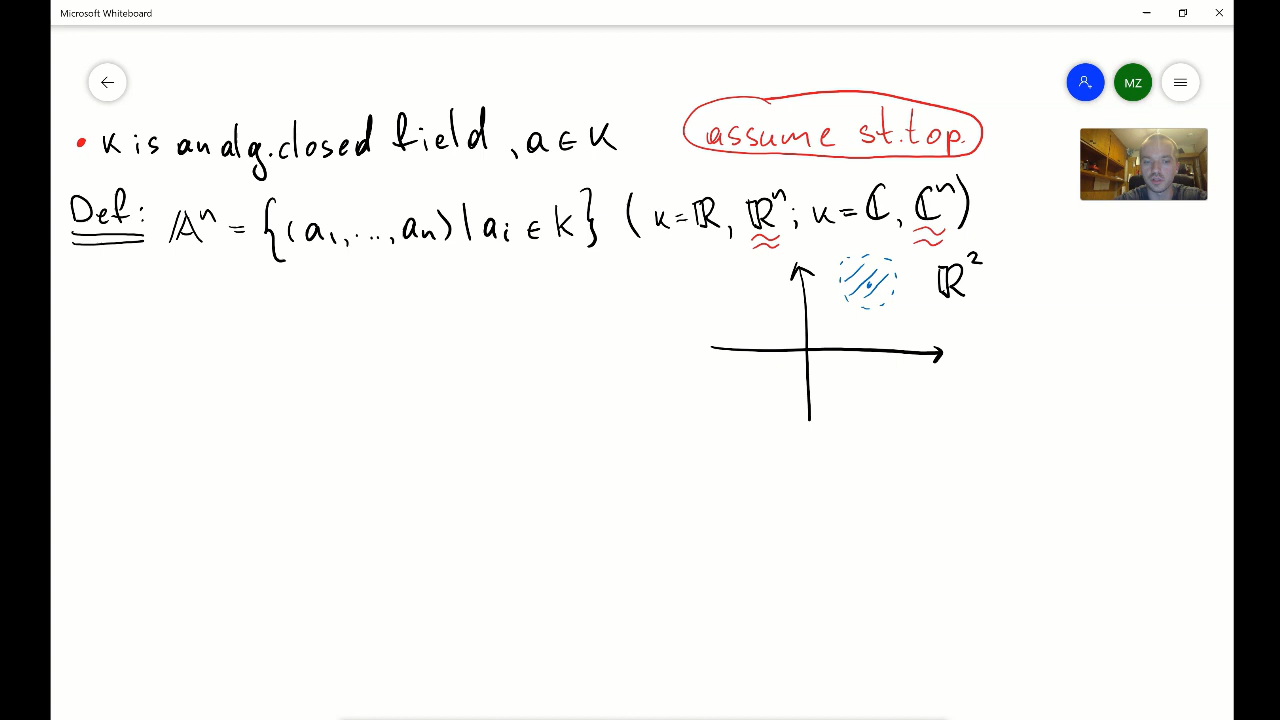 Microsoft Whiteboard
MZ
• k is an alg. closed field, a ∈ k
assume st. top.
Def: 𝔸ⁿ = {(a₁, ..., aₙ) | aᵢ ∈ k} (k = ℝ, ℝⁿ; k = ℂ, ℂⁿ)
ℝ²